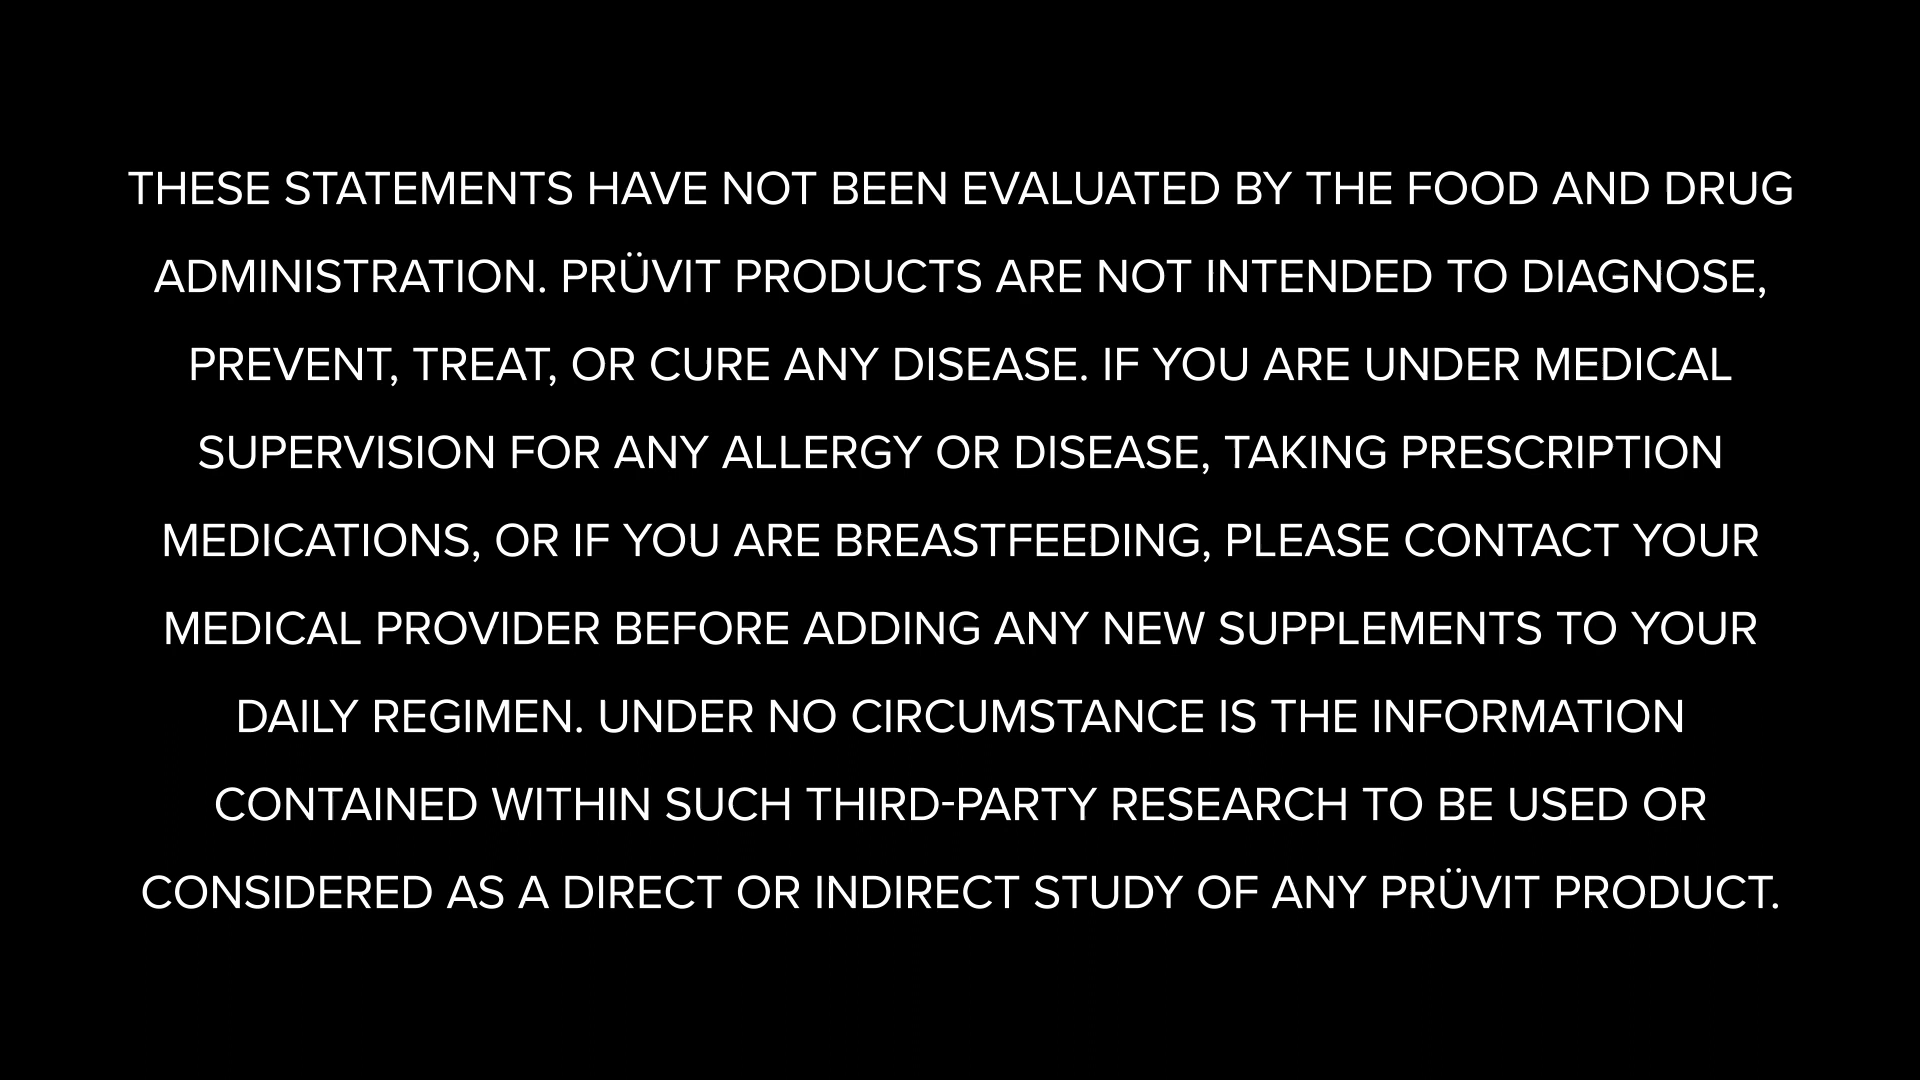 THESE STATEMENTS HAVE NOT BEEN EVALUATED BY THE FOOD AND DRUG
ADMINISTRATION. PRÜVIT PRODUCTS ARE NOT INTENDED TO DIAGNOSE,
PREVENT, TREAT, OR CURE ANY DISEASE. IF YOU ARE UNDER MEDICAL
SUPERVISION FOR ANY ALLERGY OR DISEASE, TAKING PRESCRIPTION
MEDICATIONS, OR IF YOU ARE BREASTFEEDING, PLEASE CONTACT YOUR
MEDICAL PROVIDER BEFORE ADDING ANY NEW SUPPLEMENTS TO YOUR
DAILY REGIMEN. UNDER NO CIRCUMSTANCE IS THE INFORMATION
CONTAINED WITHIN SUCH THIRD-PARTY RESEARCH TO BE USED OR
CONSIDERED AS A DIRECT OR INDIRECT STUDY OF ANY PRÜVIT PRODUCT.